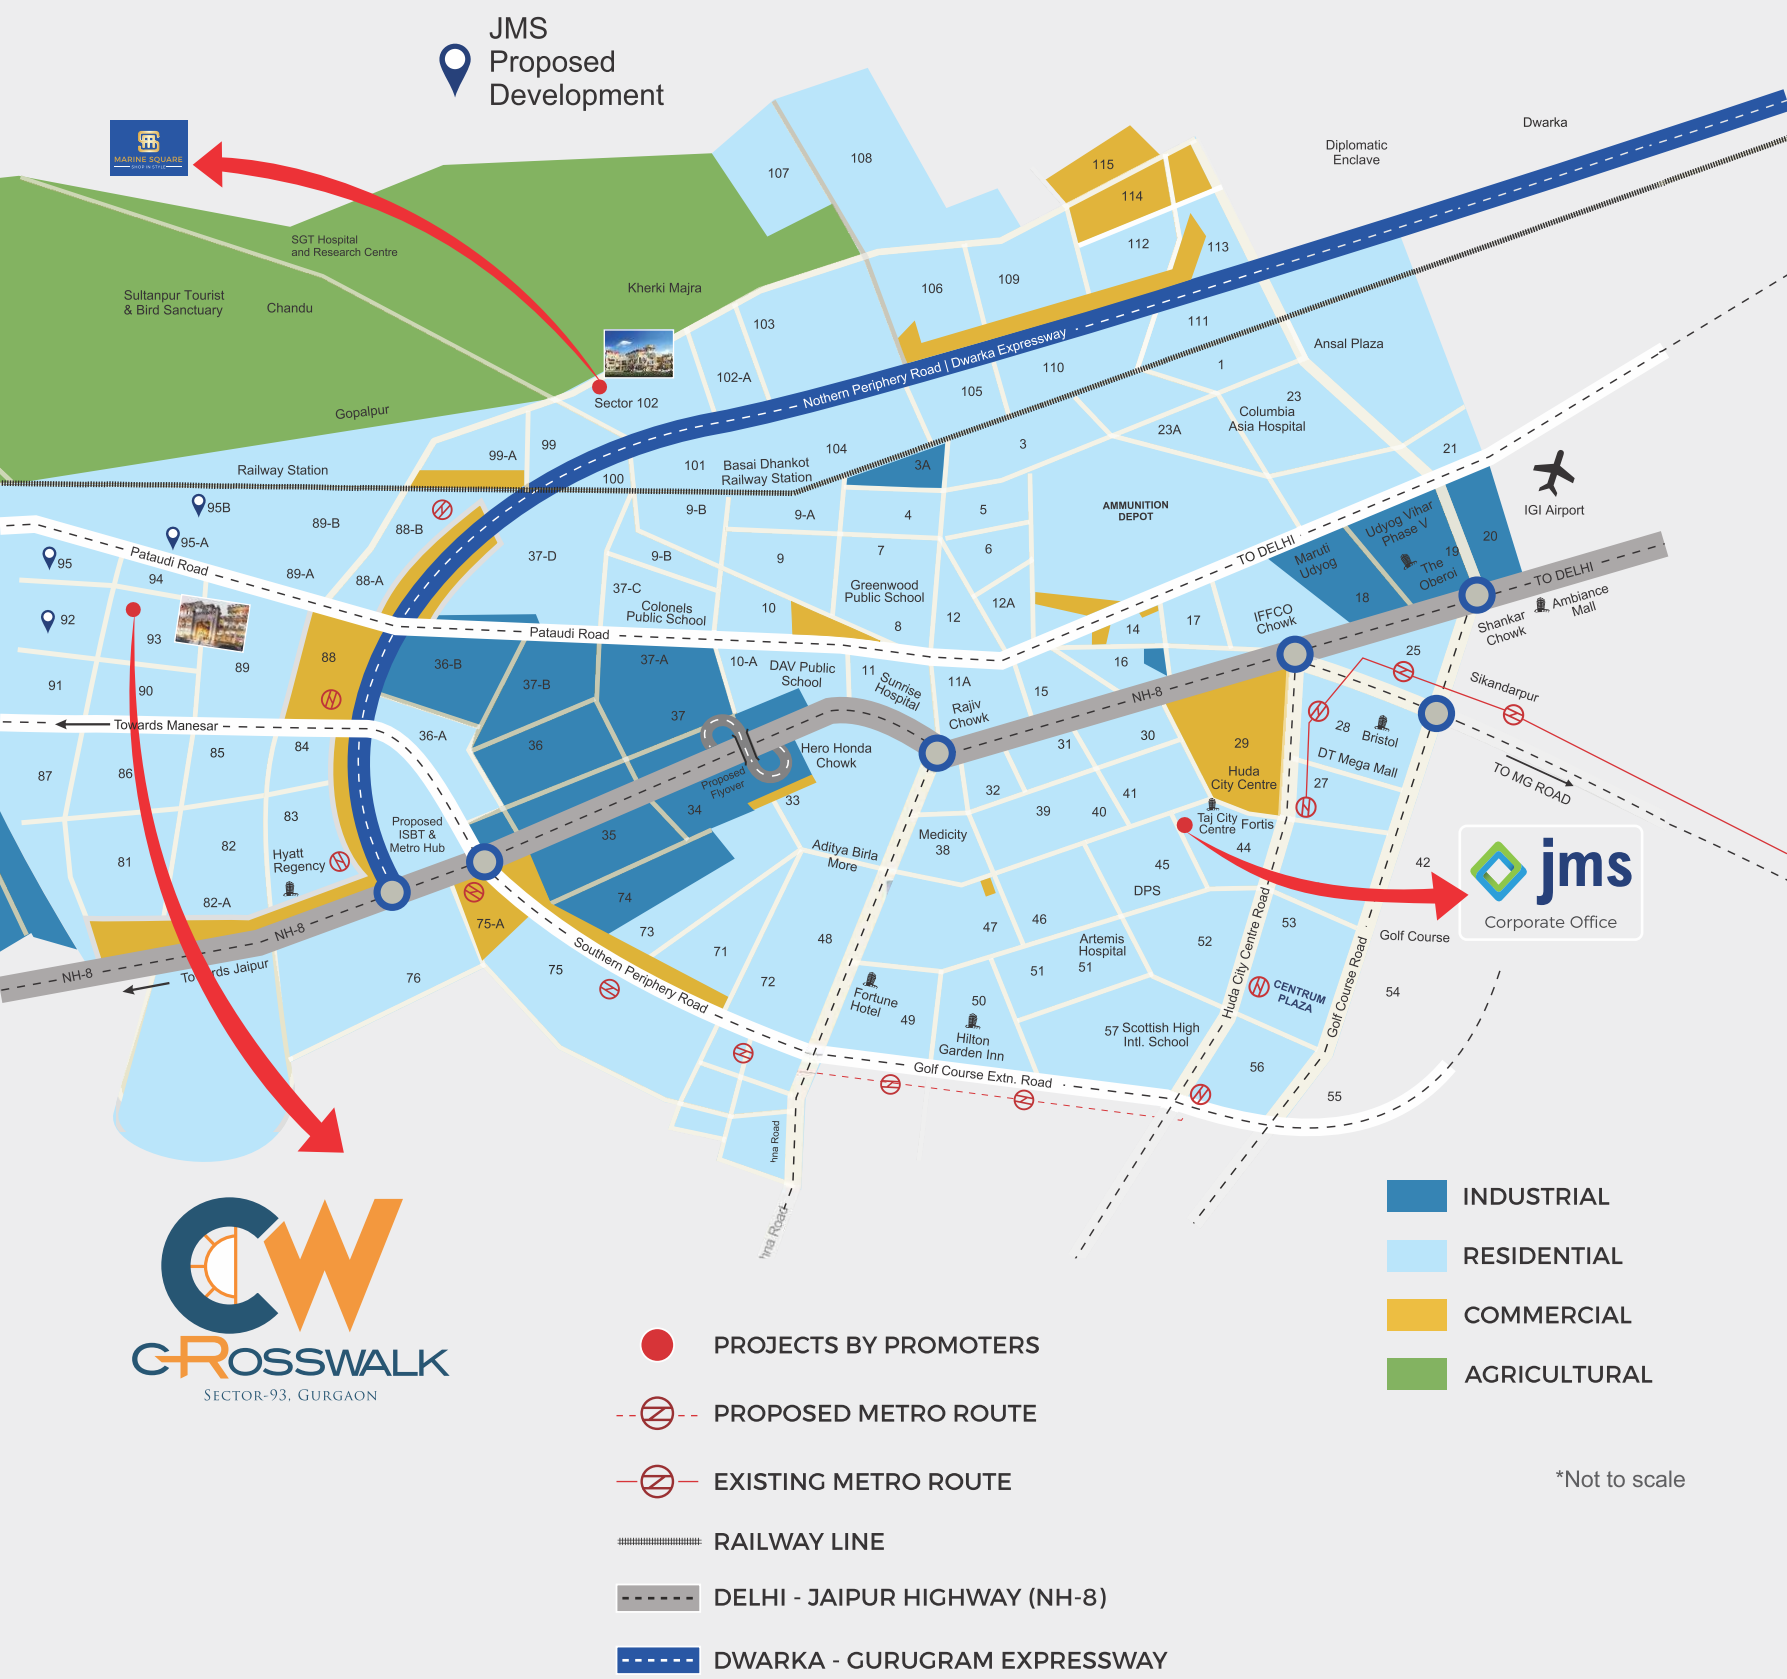 JMS
Proposed
Development
MARINE SQUARE
SHOP IN STYLE
Dwarka
Diplomatic
Enclave
107
108
115
114
112
113
SGT Hospital
and Research Centre
Sultanpur Tourist
& Bird Sanctuary
Chandu
Kherki Majra
106
109
103
111
Nothern Periphery Road | Dwarka Expressway
Ansal Plaza
102-A
110
1
105
23
Sector 102
Gopalpur
Columbia
Asia Hospital
23A
21
99-A
99
104
3
Railway Station
101
Basai Dhankot
Railway Station
3A
100
95B
89-B
88-B
9-B
9-A
4
5
AMMUNITION
DEPOT
IGI Airport
Udyog Vihar
Phase V
20
95-A
Pataudi Road
95
94
89-A
88-A
37-D
9-B
9
7
6
TO DELHI
Maruti
Udyog
19
The
Oberoi
TO DELHI
37-C
Colonels
Public School
Greenwood
Public School
10
12A
12
8
18
Ambiance
Mall
Shankar
Chowk
IFFCO
Chowk
92
93
Pataudi Road
14
17
88
89
36-B
37-A
10-A
DAV Public
School
11
Sunrise
Hospital
11A
16
25
91
90
37-B
15
NH-8
Sikandarpur
Rajiv
Chowk
Towards Manesar
37
36-A
36
84
85
87
86
Hero Honda
Chowk
31
30
29
28
Bristol
DT Mega Mall
27
TO MG ROAD
Huda
City Centre
Proposed
Flyover
34
33
32
39
40
41
83
Proposed
ISBT &
Metro Hub
35
Taj City
Centre
Fortis
44
Medicity
38
Aditya Birla
More
82
Hyatt
Regency
81
45
42
jms
Corporate Office
DPS
82-A
74
75-A
73
71
48
47
46
53
Golf Course
NH-8
NH-8
Towards Jaipur
Artemis
Hospital
51
51
52
76
75
Southern Periphery Road
72
Huda City Centre Road
Golf Course Road
CENTRUM
PLAZA
54
Fortune
Hotel
49
50
Hilton
Garden Inn
57
Scottish High
Intl. School
56
55
Golf Course Extn. Road
hna Road
hna Road
CW
CROSSWALK
SECTOR-93, GURGAON
INDUSTRIAL
RESIDENTIAL
COMMERCIAL
AGRICULTURAL
PROJECTS BY PROMOTERS
PROPOSED METRO ROUTE
EXISTING METRO ROUTE
RAILWAY LINE
DELHI - JAIPUR HIGHWAY (NH-8)
DWARKA - GURUGRAM EXPRESSWAY
*Not to scale